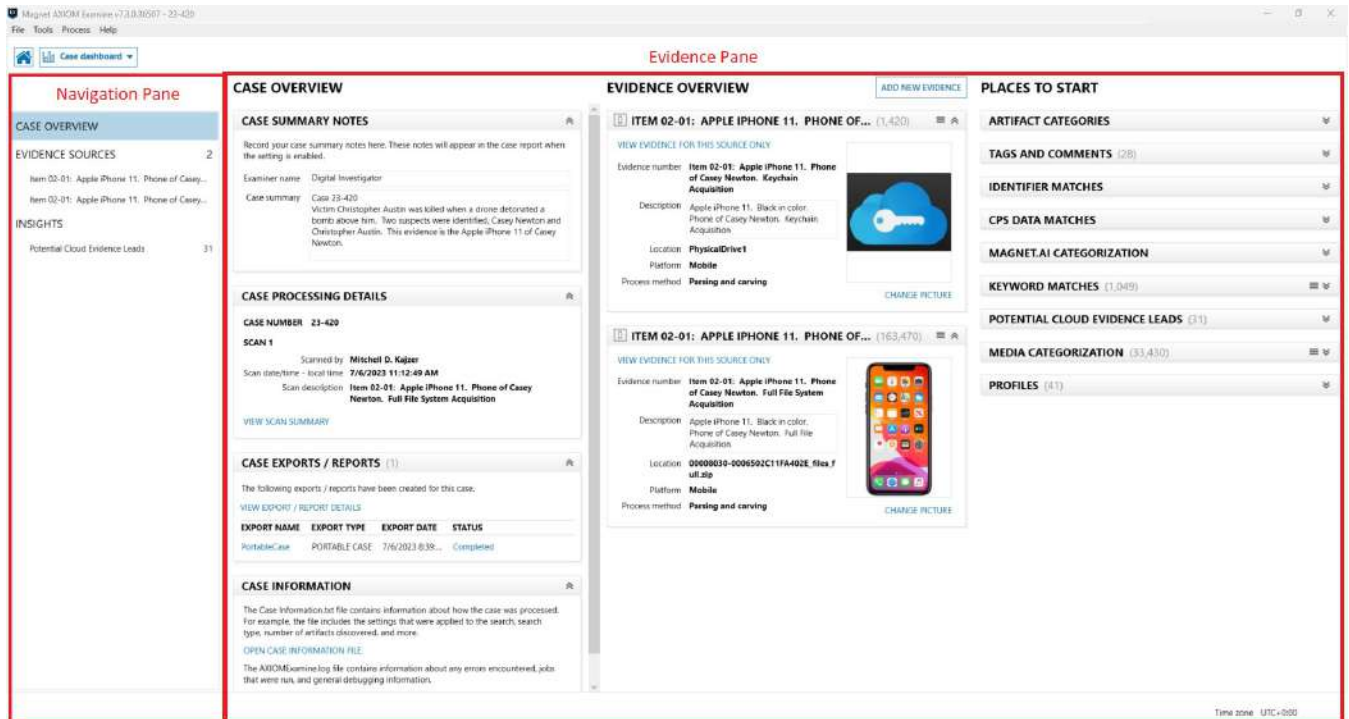 Magnet AXIOM Examine v7.3.0.36507 - 23-420
File Tools Process Help
Case dashboard
Evidence Pane
Navigation Pane
CASE OVERVIEW
EVIDENCE SOURCES 2
Item 02-01: Apple iPhone 11. Phone of Casey...
Item 02-01: Apple iPhone 11. Phone of Casey...
INSIGHTS
Potential Cloud Evidence Leads 31
CASE OVERVIEW
CASE SUMMARY NOTES
Record your case summary notes here. These notes will appear in the case report when
the setting is enabled.
Examiner name Digital Investigator
Case summary Case 23-420
Victim Christopher Austin was killed when a drone detonated a
bomb above him. Two suspects were identified, Casey Newton and
Christopher Austin. This evidence is the Apple iPhone 11 of Casey
Newton.
CASE PROCESSING DETAILS
CASE NUMBER 23-420
SCAN 1
Scanned by Mitchell D. Kajzer
Scan date/time - local time 7/6/2023 11:12:49 AM
Scan description Item 02-01: Apple iPhone 11. Phone of Casey
Newton. Full File System Acquisition
VIEW SCAN SUMMARY
CASE EXPORTS / REPORTS (1)
The following exports / reports have been created for this case.
VIEW EXPORT / REPORT DETAILS
EXPORT NAME EXPORT TYPE EXPORT DATE STATUS
PortableCase PORTABLE CASE 7/6/2023 8:39:... Completed
CASE INFORMATION
The Case Information.txt file contains information about how the case was processed.
For example, the file includes the settings that were applied to the search, search
type, number of artifacts discovered, and more.
OPEN CASE INFORMATION FILE
The AXIOMExamine.log file contains information about any errors encountered, jobs
that were run, and general debugging information.
EVIDENCE OVERVIEW
ADD NEW EVIDENCE
ITEM 02-01: APPLE IPHONE 11. PHONE OF... (1,420)
VIEW EVIDENCE FOR THIS SOURCE ONLY
Evidence number Item 02-01: Apple iPhone 11. Phone
of Casey Newton. Keychain
Acquisition
Description Apple iPhone 11. Black in color.
Phone of Casey Newton. Keychain
Acquisition
Location PhysicalDrive1
Platform Mobile
Process method Parsing and carving
CHANGE PICTURE
ITEM 02-01: APPLE IPHONE 11. PHONE OF... (163,470)
VIEW EVIDENCE FOR THIS SOURCE ONLY
Evidence number Item 02-01: Apple iPhone 11. Phone
of Casey Newton. Full File System
Acquisition
Description Apple iPhone 11. Black in color.
Phone of Casey Newton. Full File
Acquisition
Location 00008030-0006502C11FA402E_files_f
ull.zip
Platform Mobile
Process method Parsing and carving
CHANGE PICTURE
PLACES TO START
ARTIFACT CATEGORIES
TAGS AND COMMENTS (28)
IDENTIFIER MATCHES
CPS DATA MATCHES
MAGNET.AI CATEGORIZATION
KEYWORD MATCHES (1,049)
POTENTIAL CLOUD EVIDENCE LEADS (31)
MEDIA CATEGORIZATION (33,430)
PROFILES (41)
Time zone UTC+0:00